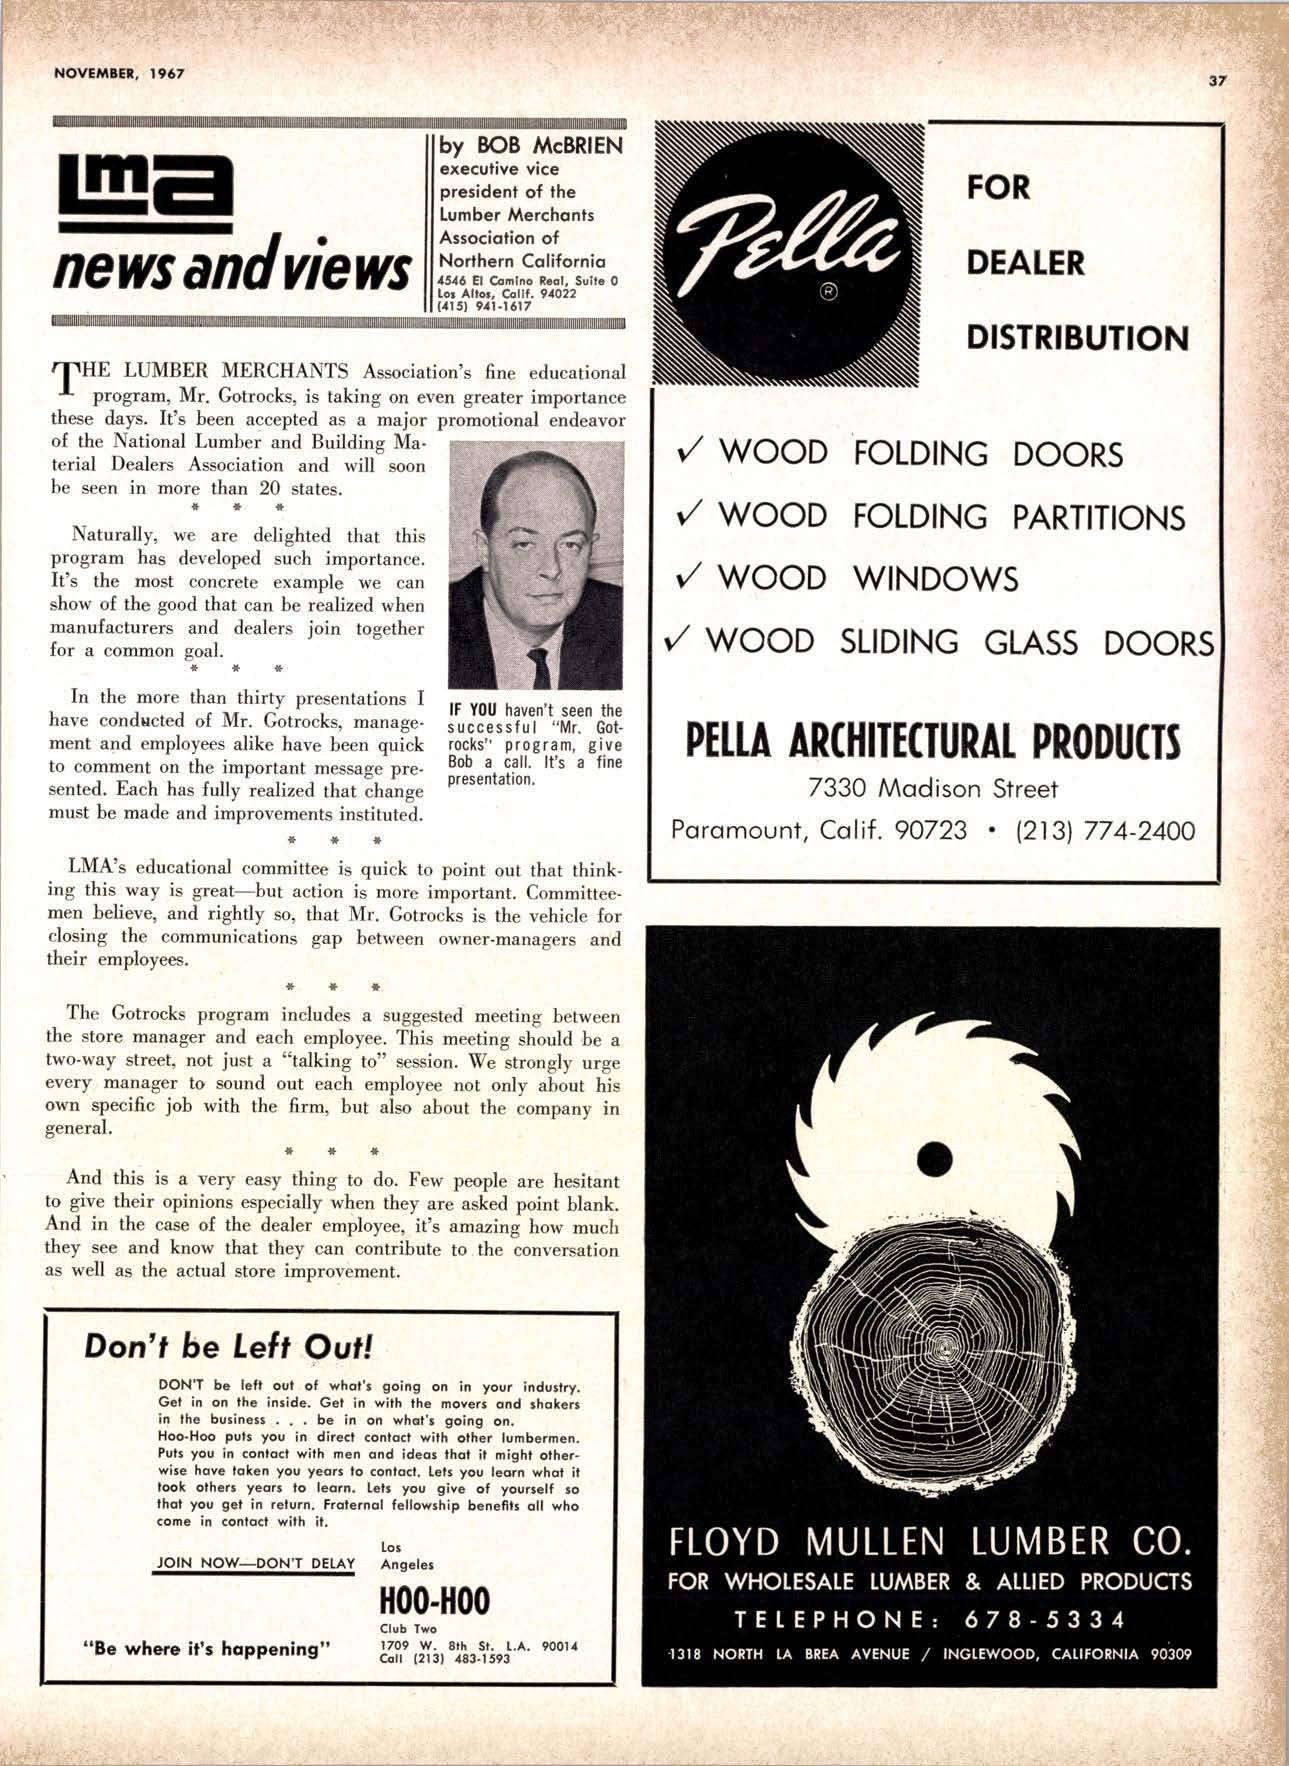 NOVEMBER, 1967
37
Lma
news and views
by BOB McBRIEN
executive vice
president of the
Lumber Merchants
Association of
Northern California
4546 El Camino Real, Suite O
Los Altos, Calif. 94022
(415) 941-1617
THE LUMBER MERCHANTS Association's fine educational
program, Mr. Gotrocks, is taking on even greater importance
these days. It's been accepted as a major promotional endeavor
of the National Lumber and Building Ma-
terial Dealers Association and will soon
be seen in more than 20 states.
* * *
Naturally, we are delighted that this
program has developed such importance.
It's the most concrete example we can
show of the good that can be realized when
manufacturers and dealers join together
for a common goal.
* * *
In the more than thirty presentations I
have conducted of Mr. Gotrocks, manage-
ment and employees alike have been quick
to comment on the important message pre-
sented. Each has fully realized that change
must be made and improvements instituted.
IF YOU haven't seen the
successful "Mr. Got-
rocks" program, give
Bob a call. It's a fine
presentation.
* * *
LMA's educational committee is quick to point out that think-
ing this way is great—but action is more important. Committee-
men believe, and rightly so, that Mr. Gotrocks is the vehicle for
closing the communications gap between owner-managers and
their employees.
* * *
The Gotrocks program includes a suggested meeting between
the store manager and each employee. This meeting should be a
two-way street, not just a "talking to" session. We strongly urge
every manager to sound out each employee not only about his
own specific job with the firm, but also about the company in
general.
* * *
And this is a very easy thing to do. Few people are hesitant
to give their opinions especially when they are asked point blank.
And in the case of the dealer employee, it's amazing how much
they see and know that they can contribute to the conversation
as well as the actual store improvement.
Don't be Left Out!
DON'T be left out of what's going on in your industry.
Get in on the inside. Get in with the movers and shakers
in the business . . . be in on what's going on.
Hoo-Hoo puts you in direct contact with other lumbermen.
Puts you in contact with men and ideas that it might other-
wise have taken you years to contact. Lets you learn what it
took others years to learn. Lets you give of yourself so
that you get in return. Fraternal fellowship benefits all who
come in contact with it.
JOIN NOW—DON'T DELAY
Los
Angeles
HOO-HOO
Club Two
1709 W. 8th St. L.A. 90014
Call (213) 483-1593
"Be where it's happening"
Pella
®
FOR
DEALER
DISTRIBUTION
✓ WOOD FOLDING DOORS
✓ WOOD FOLDING PARTITIONS
✓ WOOD WINDOWS
✓ WOOD SLIDING GLASS DOORS
PELLA ARCHITECTURAL PRODUCTS
7330 Madison Street
Paramount, Calif. 90723 • (213) 774-2400
FLOYD MULLEN LUMBER CO.
FOR WHOLESALE LUMBER & ALLIED PRODUCTS
TELEPHONE: 678-5334
1318 NORTH LA BREA AVENUE / INGLEWOOD, CALIFORNIA 90309